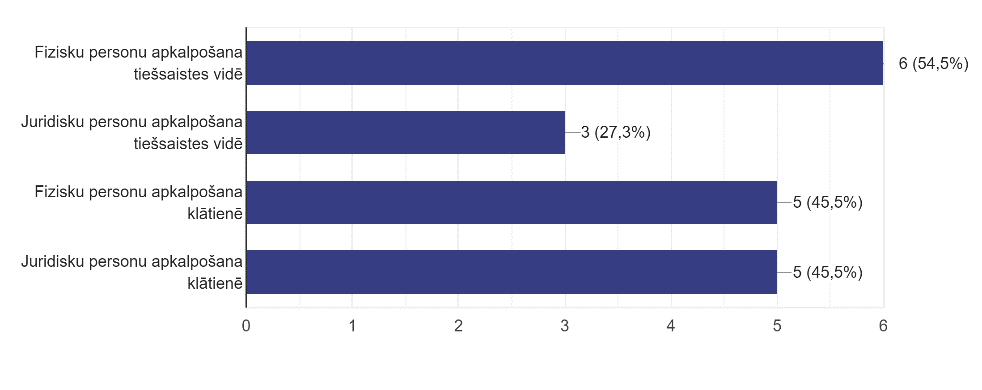 Fizisku personu apkalpošana
tiešsaistes vidē
6 (54,5%)
Juridisku personu apkalpošana
tiešsaistes vidē
3 (27,3%)
Fizisku personu apkalpošana
klātienē
5 (45,5%)
Juridisku personu apkalpošana
klātienē
5 (45,5%)
0 1 2 3 4 5 6